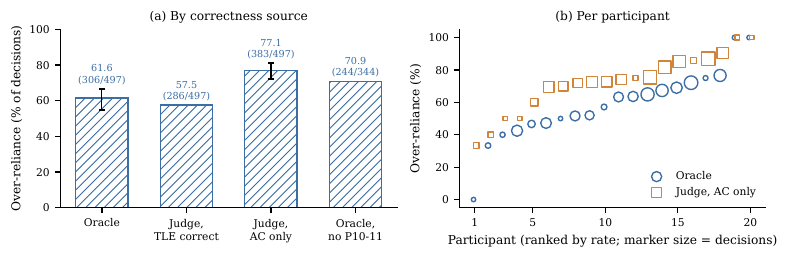 (a) By correctness source
Over-reliance (% of decisions)
100
80
60
40
20
0
61.6
(306/497)
57.5
(286/497)
77.1
(383/497)
70.9
(244/344)
Oracle
Judge,
TLE correct
Judge,
AC only
Oracle,
no P10-11
(b) Per participant
Over-reliance (%)
100
80
60
40
20
0
Oracle
Judge, AC only
1
5
10
15
20
Participant (ranked by rate; marker size = decisions)